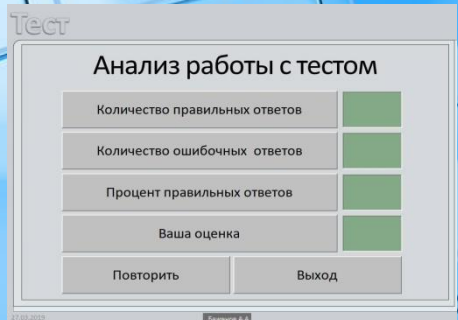 Тест
Анализ работы с тестом
Количество правильных ответов
Количество ошибочных ответов
Процент правильных ответов
Ваша оценка
Повторить Выход